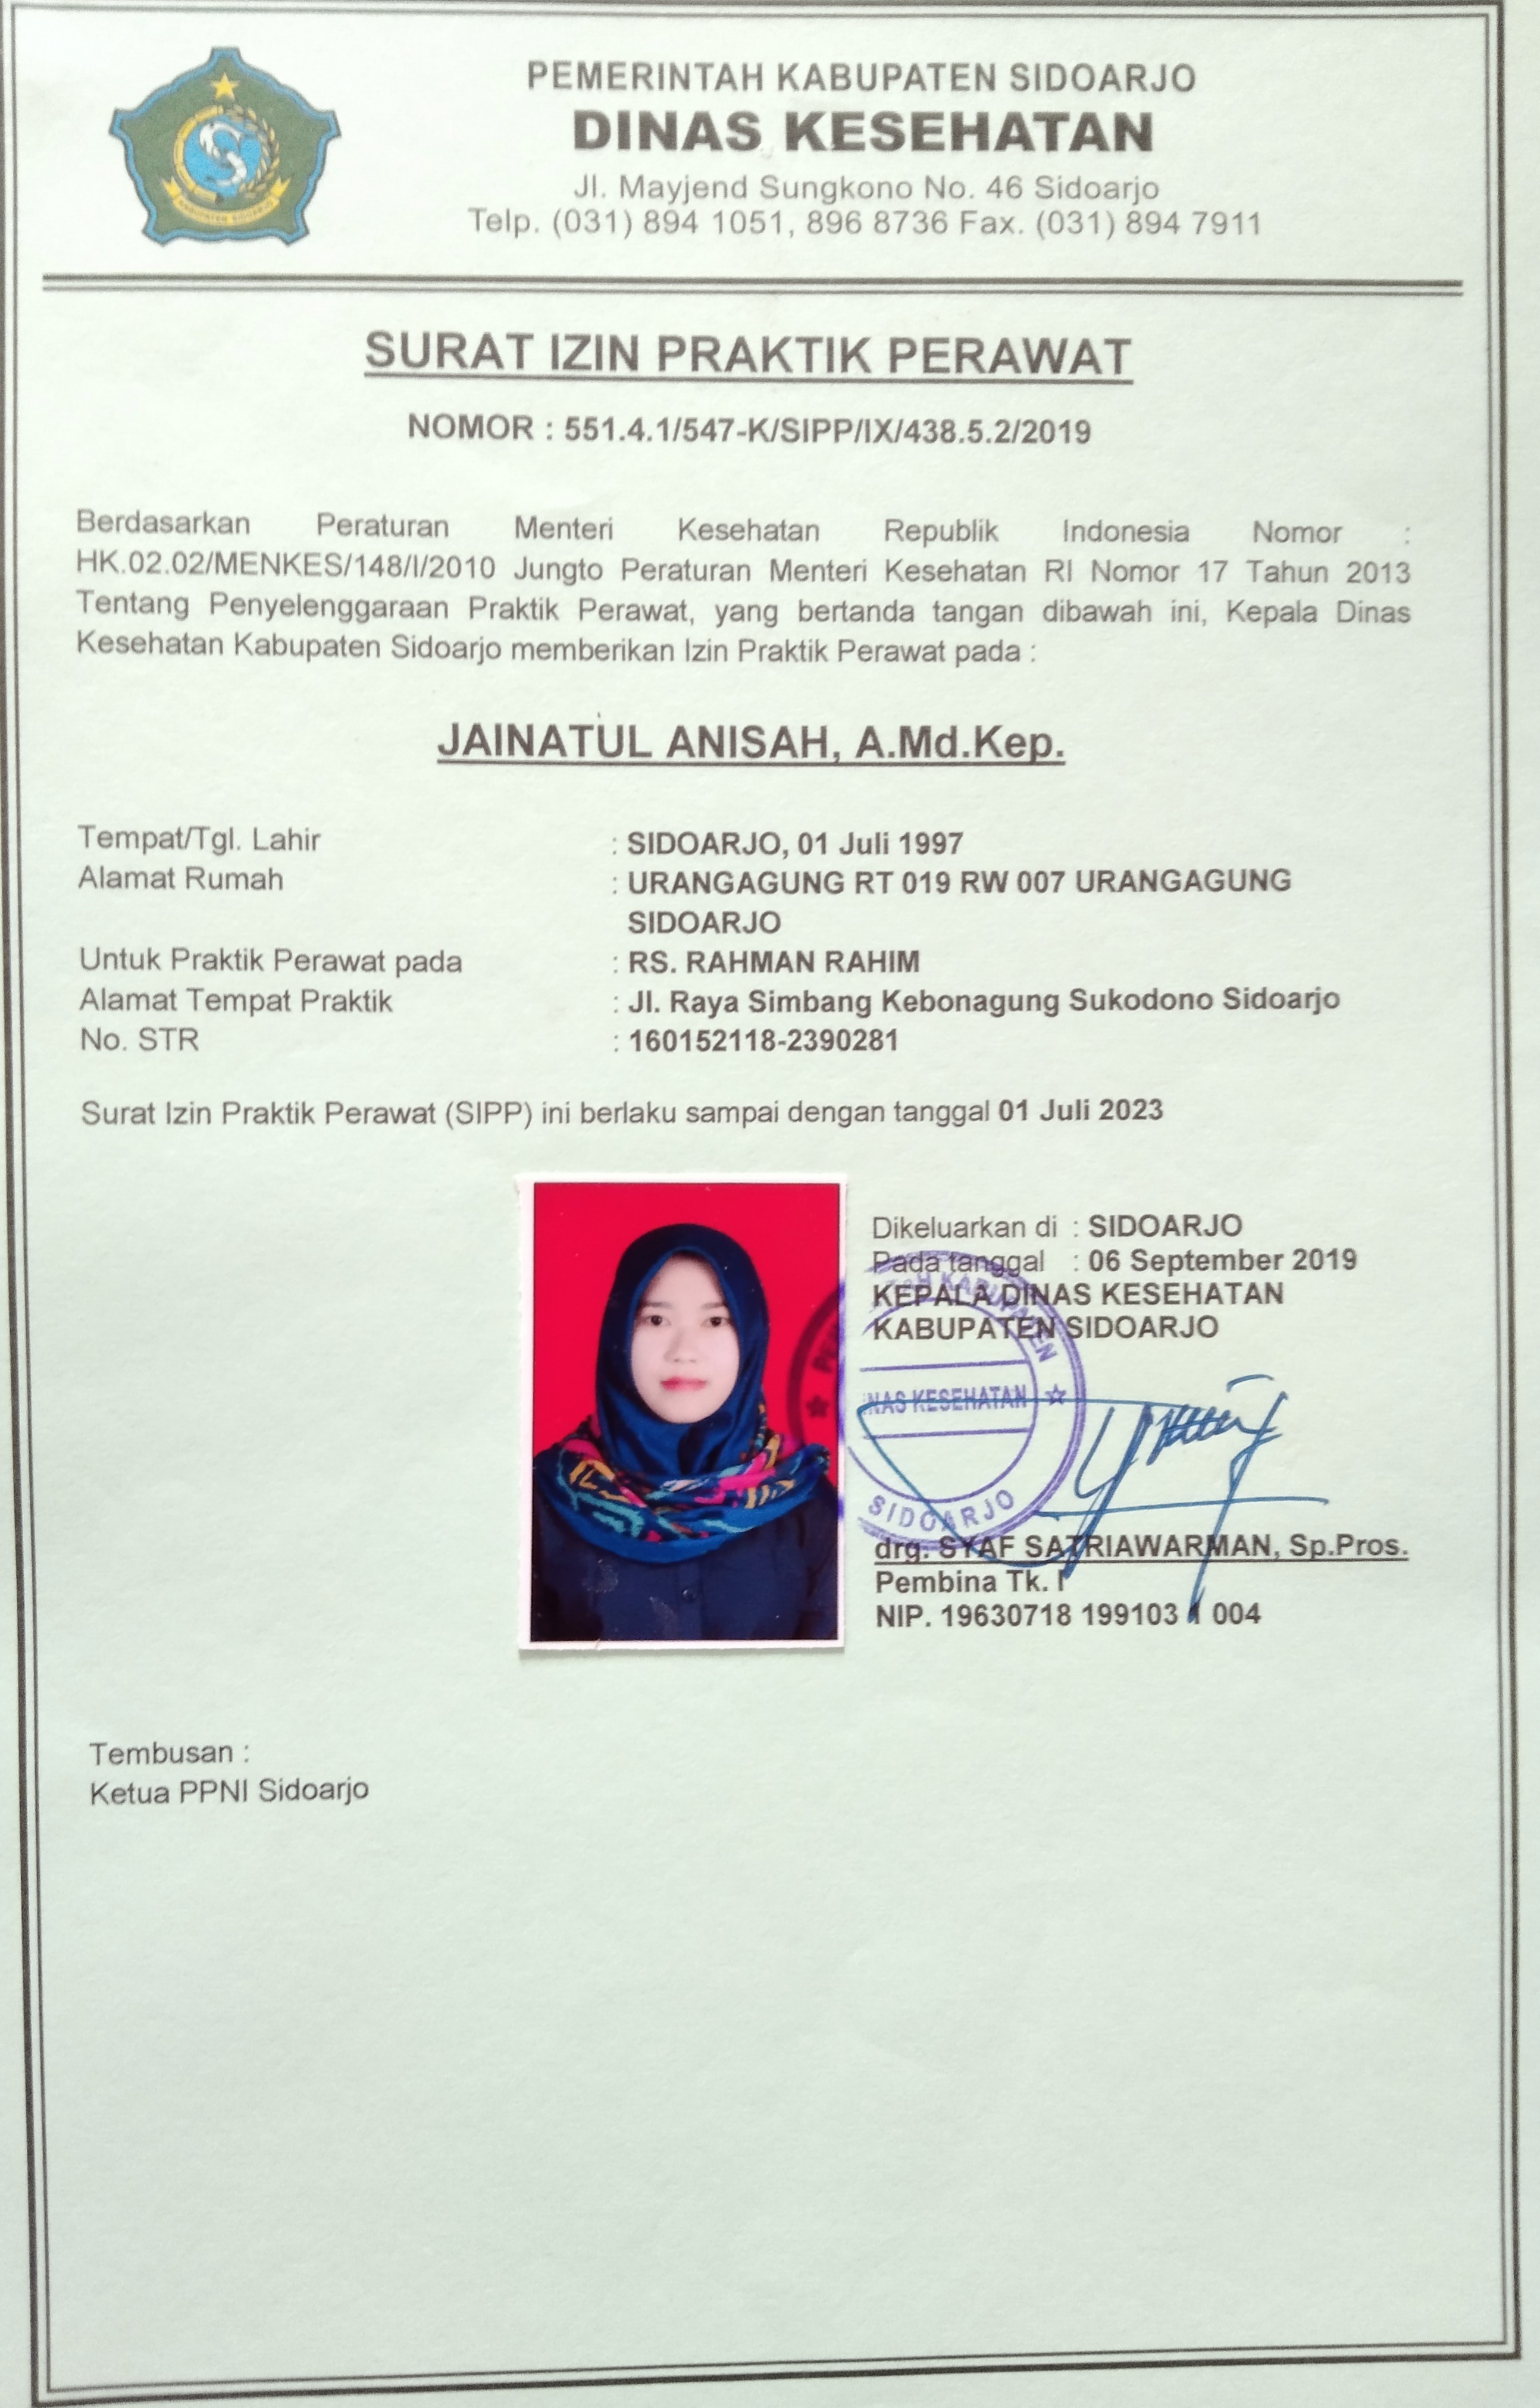 PEMERINTAH KABUPATEN SIDOARJO
DINAS KESEHATAN
Jl. Mayjend Sungkono No. 46 Sidoarjo
Telp. (031) 894 1051, 896 8736 Fax. (031) 894 7911
KABUPATEN SIDOARJO
SURAT IZIN PRAKTIK PERAWAT
NOMOR : 551.4.1/547-K/SIPP/IX/438.5.2/2019
Berdasarkan Peraturan Menteri Kesehatan Republik Indonesia Nomor :
HK.02.02/MENKES/148/I/2010 Jungto Peraturan Menteri Kesehatan RI Nomor 17 Tahun 2013
Tentang Penyelenggaraan Praktik Perawat, yang bertanda tangan dibawah ini, Kepala Dinas
Kesehatan Kabupaten Sidoarjo memberikan Izin Praktik Perawat pada :
JAINATUL ANISAH, A.Md.Kep.
Tempat/Tgl. Lahir : SIDOARJO, 01 Juli 1997
Alamat Rumah : URANGAGUNG RT 019 RW 007 URANGAGUNG
SIDOARJO
Untuk Praktik Perawat pada : RS. RAHMAN RAHIM
Alamat Tempat Praktik : Jl. Raya Simbang Kebonagung Sukodono Sidoarjo
No. STR : 160152118-2390281
Surat Izin Praktik Perawat (SIPP) ini berlaku sampai dengan tanggal 01 Juli 2023
Dikeluarkan di : SIDOARJO
Pada tanggal : 06 September 2019
KEPALA DINAS KESEHATAN
KABUPATEN SIDOARJO
KABUPATEN
NAS KESEHATAN
SIDOARJO
drg. SYAF SATRIAWARMAN, Sp.Pros.
Pembina Tk. I
NIP. 19630718 199103 1 004
Tembusan :
Ketua PPNI Sidoarjo